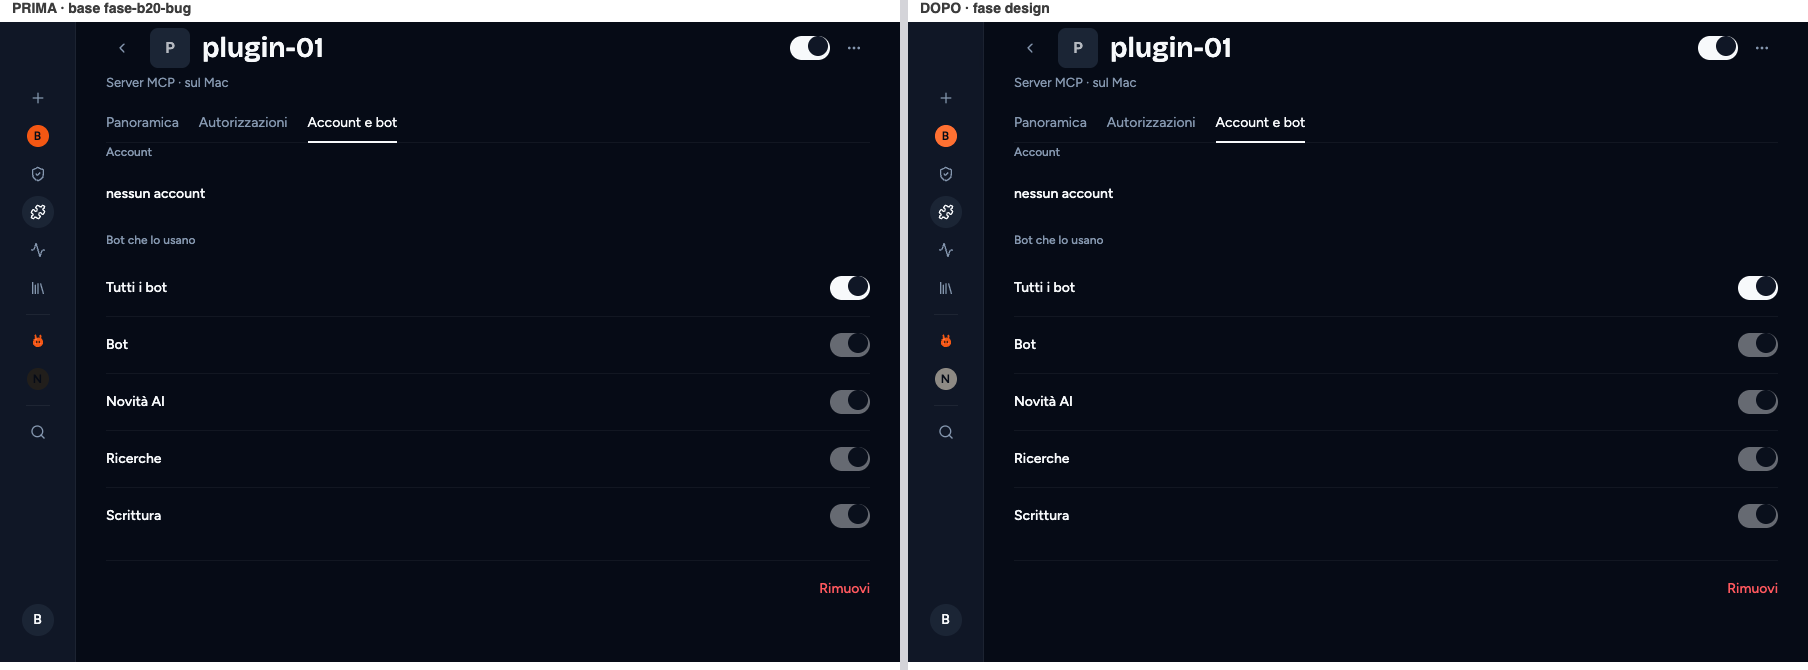 PRIMA · base fase-b20-bug
P plugin-01
Server MCP · sul Mac
Panoramica Autorizzazioni Account e bot
Account
nessun account
Bot che lo usano
Tutti i bot
Bot
Novità AI
Ricerche
Scrittura
Rimuovi
B
N
B
DOPO · fase design
P plugin-01
Server MCP · sul Mac
Panoramica Autorizzazioni Account e bot
Account
nessun account
Bot che lo usano
Tutti i bot
Bot
Novità AI
Ricerche
Scrittura
Rimuovi
B
N
B